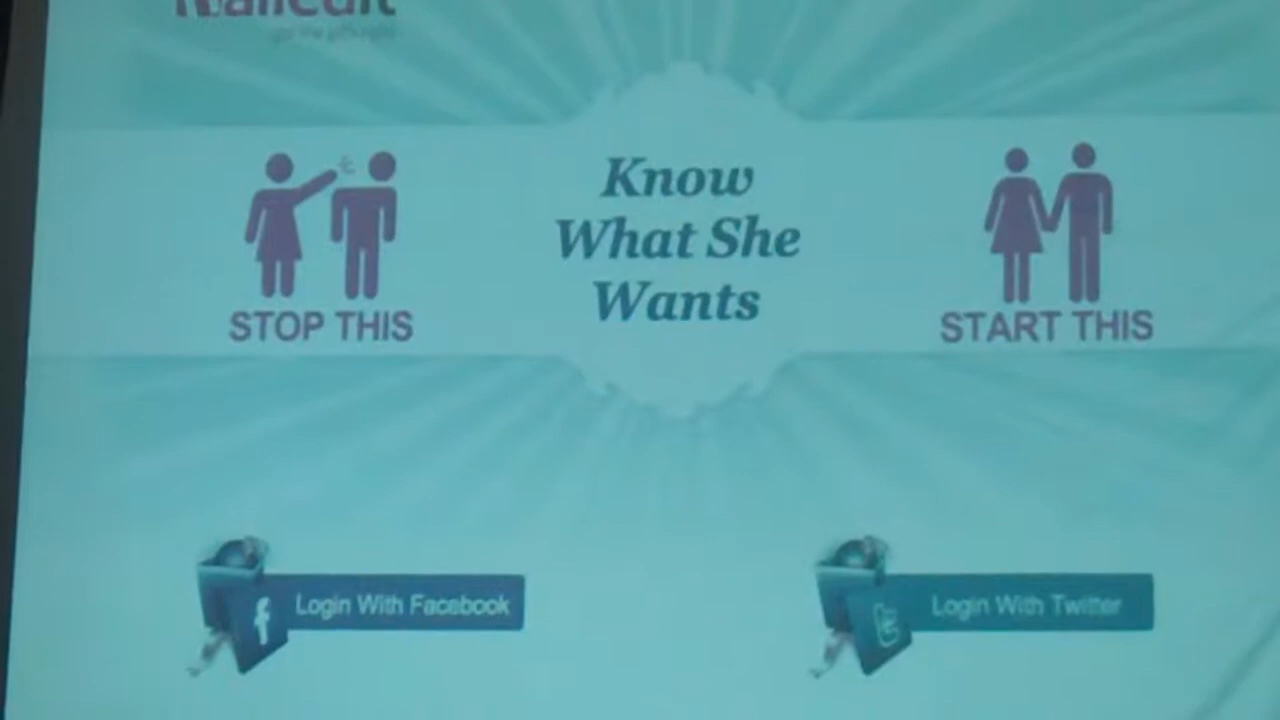 Know
What She
Wants
STOP THIS
START THIS
Login With Facebook
Login With Twitter